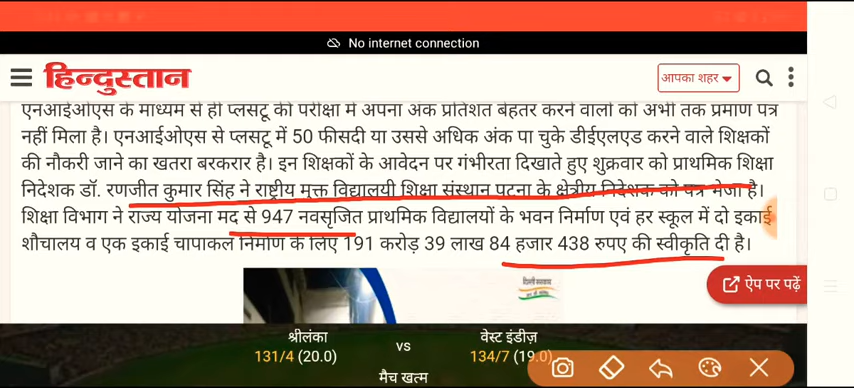 No internet connection
हिन्दुस्तान
आपका शहर
एनआईओएस के माध्यम से ही प्लसटू की परीक्षा में अपना अंक प्रतिशत बेहतर करने वालों को अभी तक प्रमाण पत्र
नहीं मिला है। एनआईओएस से प्लसटू में 50 फीसदी या उससे अधिक अंक पा चुके डीईएलएड करने वाले शिक्षकों
की नौकरी जाने का खतरा बरकरार है। इन शिक्षकों के आवेदन पर गंभीरता दिखाते हुए शुक्रवार को प्राथमिक शिक्षा
निदेशक डॉ. रणजीत कुमार सिंह ने राष्ट्रीय मुक्त विद्यालयी शिक्षा संस्थान पटना के क्षेत्रीय निदेशक को पत्र भेजा है।
शिक्षा विभाग ने राज्य योजना मद से 947 नवसृजित प्राथमिक विद्यालयों के भवन निर्माण एवं हर स्कूल में दो इकाई
शौचालय व एक इकाई चापाकल निर्माण के लिए 191 करोड़ 39 लाख 84 हजार 438 रुपए की स्वीकृति दी है।
ऐप पर पढ़ें
श्रीलंका vs वेस्ट इंडीज़
131/4 (20.0) 134/7 (19.0)
मैच खत्म